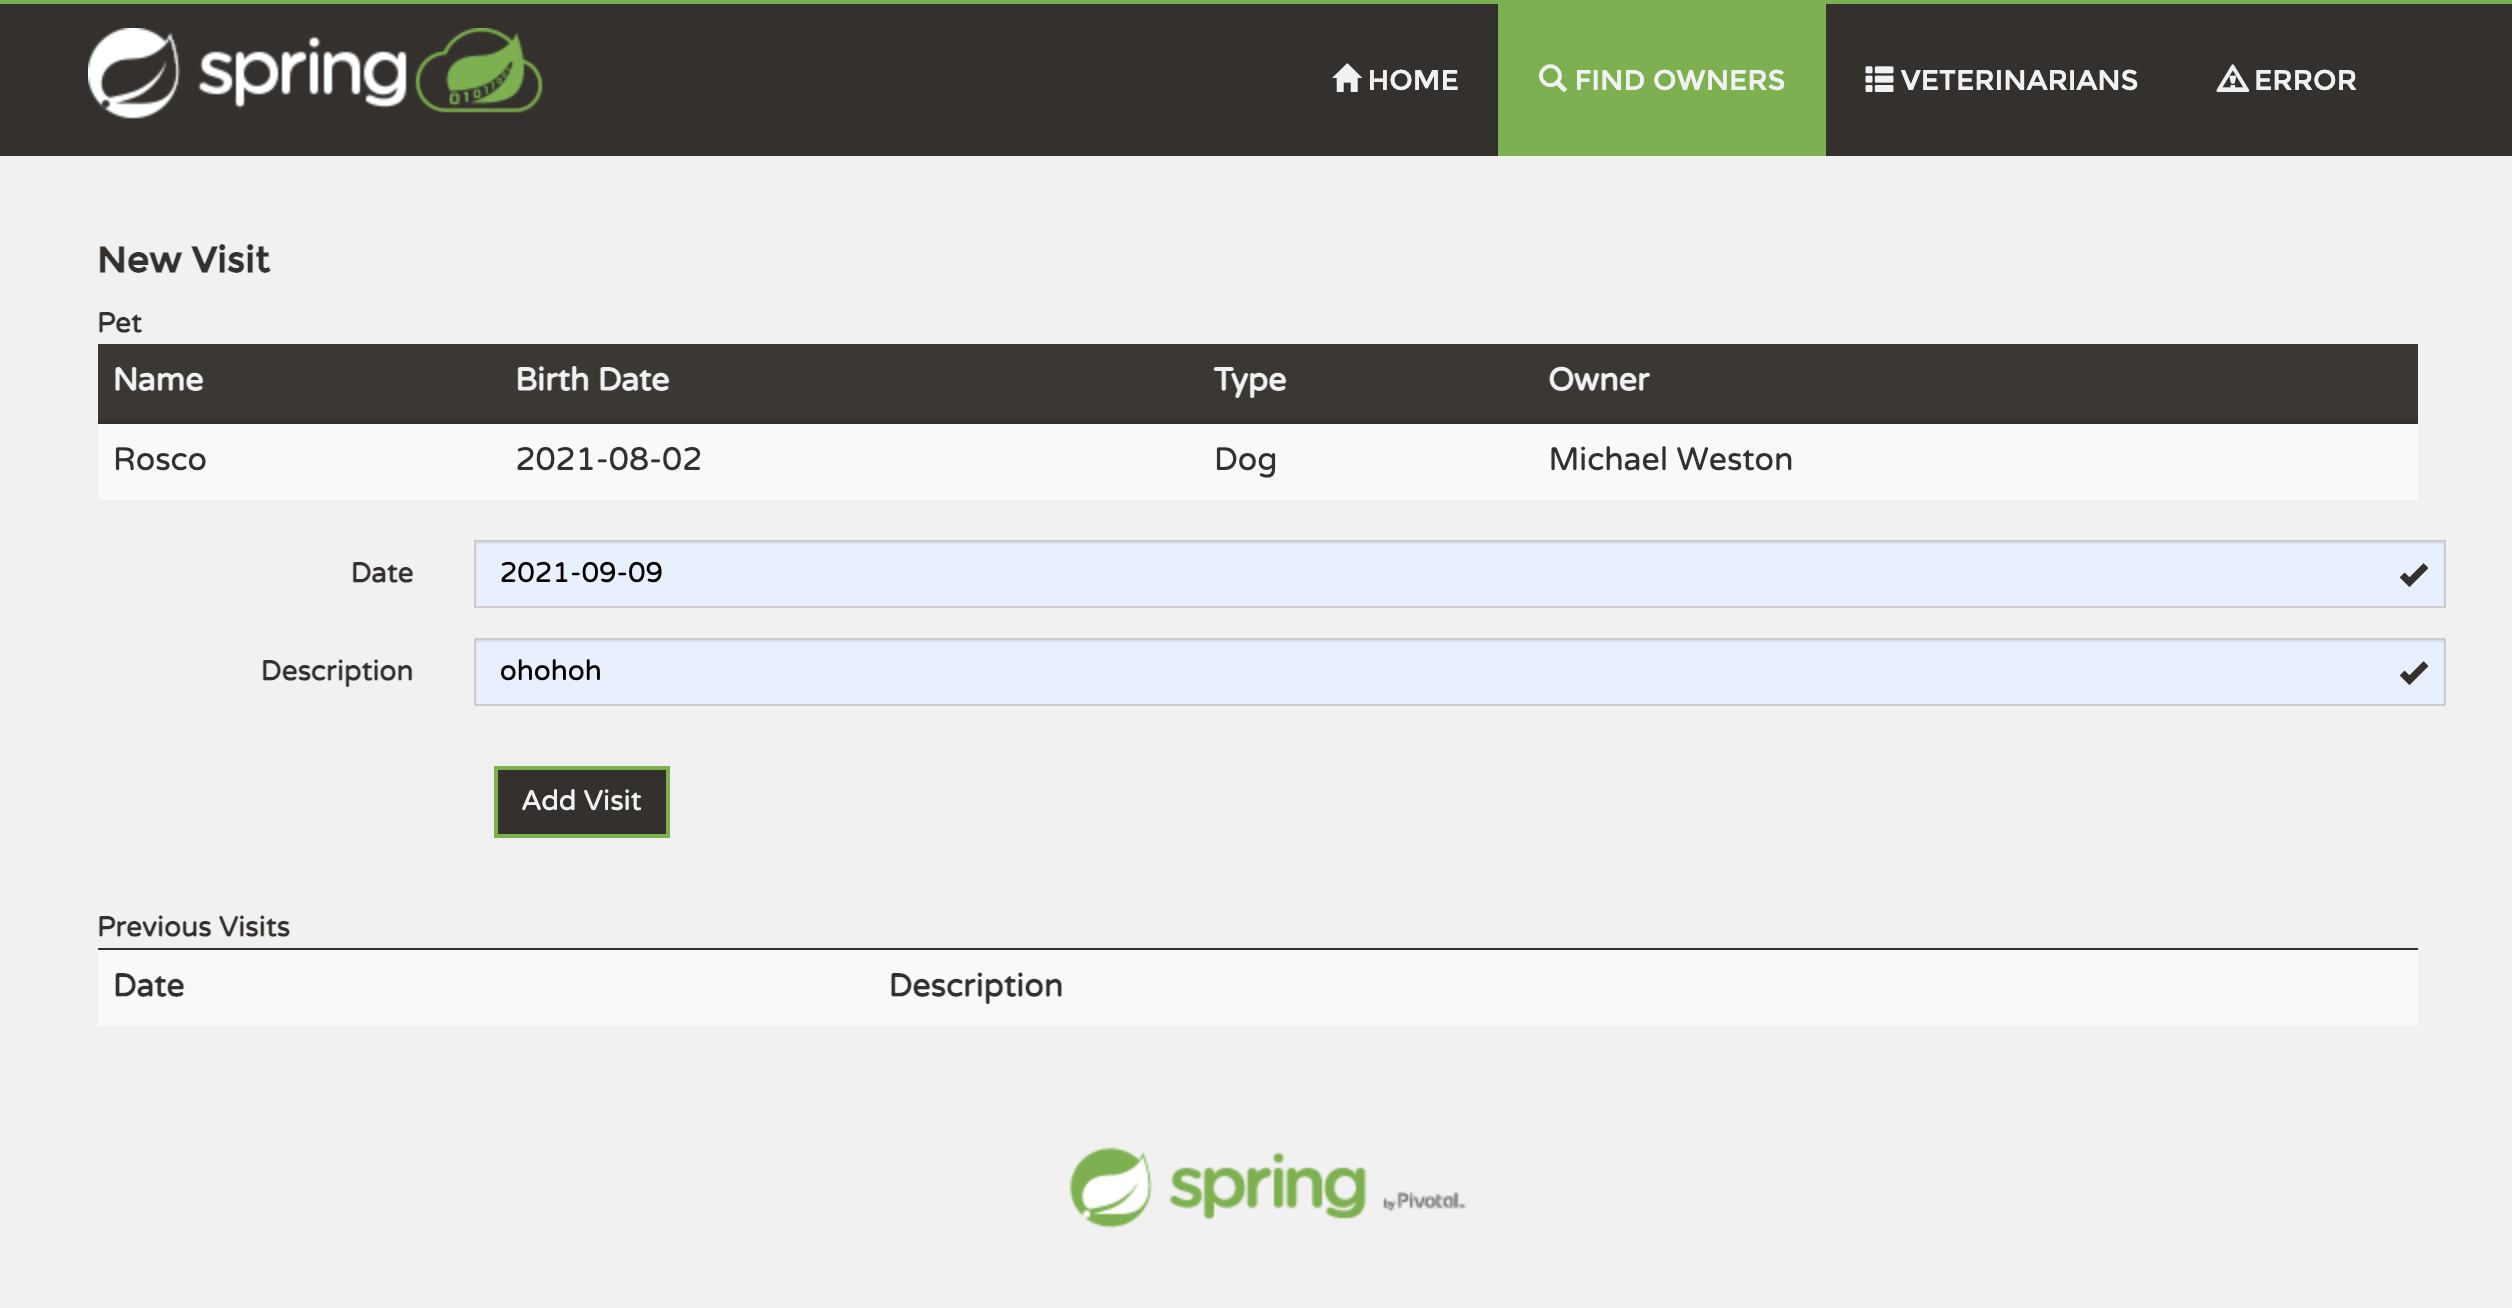 spring
HOME
FIND OWNERS
VETERINARIANS
ERROR
New Visit
Pet
Name Birth Date Type Owner
Rosco 2021-08-02 Dog Michael Weston
Date 2021-09-09
Description ohohoh
Add Visit
Previous Visits
Date Description
spring by Pivotal